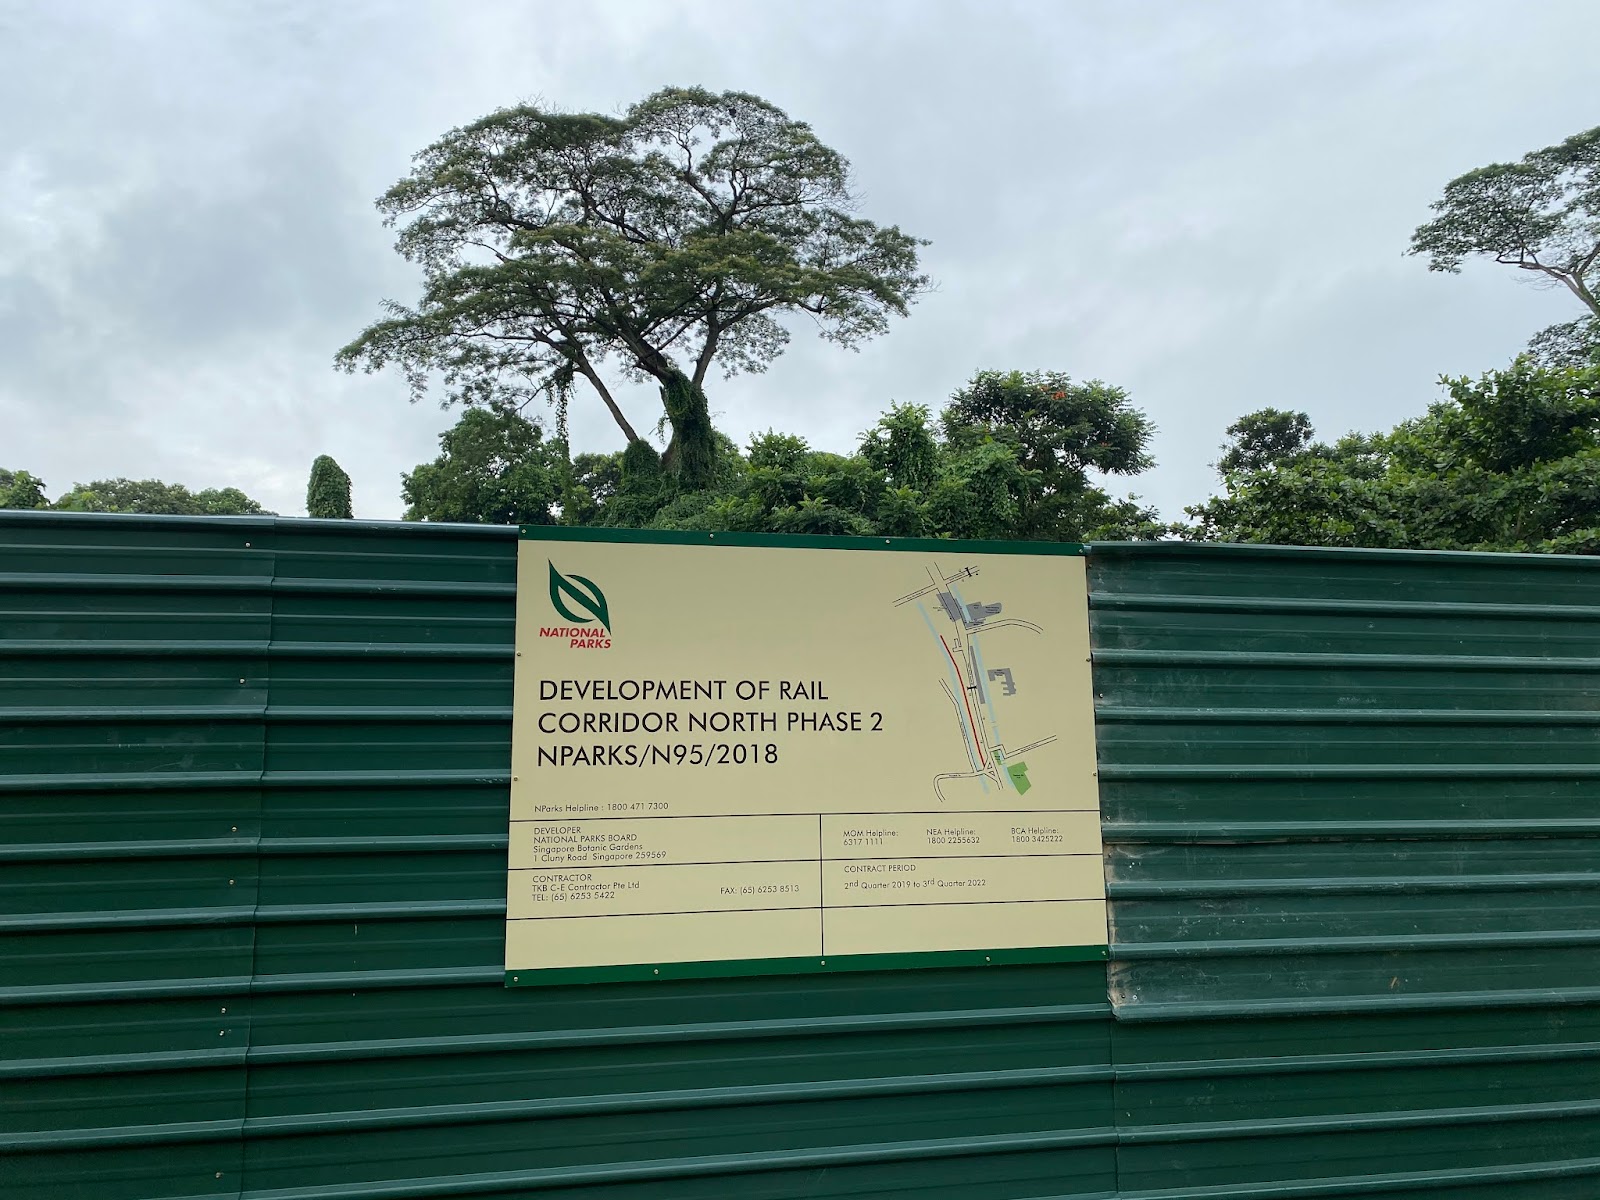 NATIONAL
PARKS
DEVELOPMENT OF RAIL
CORRIDOR NORTH PHASE 2
NPARKS/N95/2018
NParks Helpline : 1800 471 7300
DEVELOPER
NATIONAL PARKS BOARD
Singapore Botanic Gardens
1 Cluny Road Singapore 259569
CONTRACTOR
TKB C-E Contractor Pte Ltd
TEL: (65) 6253 5422
FAX: (65) 6253 8513
MOM Helpline:
6317 1111
NEA Helpline:
1800 2255632
BCA Helpline:
1800 3425222
CONTRACT PERIOD
2nd Quarter 2019 to 3rd Quarter 2022